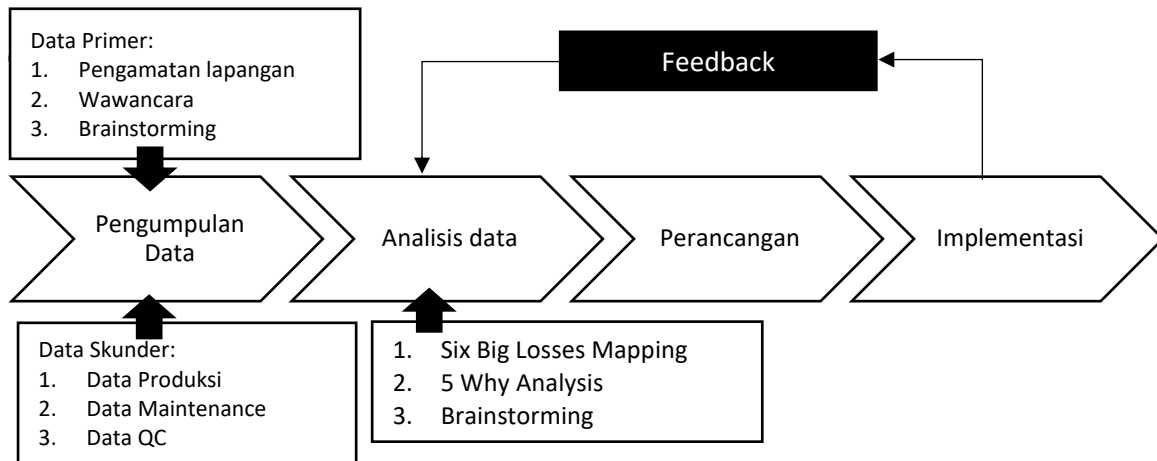 Data Primer:
1. Pengamatan lapangan
2. Wawancara
3. Brainstorming
Feedback
Pengumpulan
Data
Analisis data
Perancangan
Implementasi
Data Skunder:
1. Data Produksi
2. Data Maintenance
3. Data QC
1. Six Big Losses Mapping
2. 5 Why Analysis
3. Brainstorming